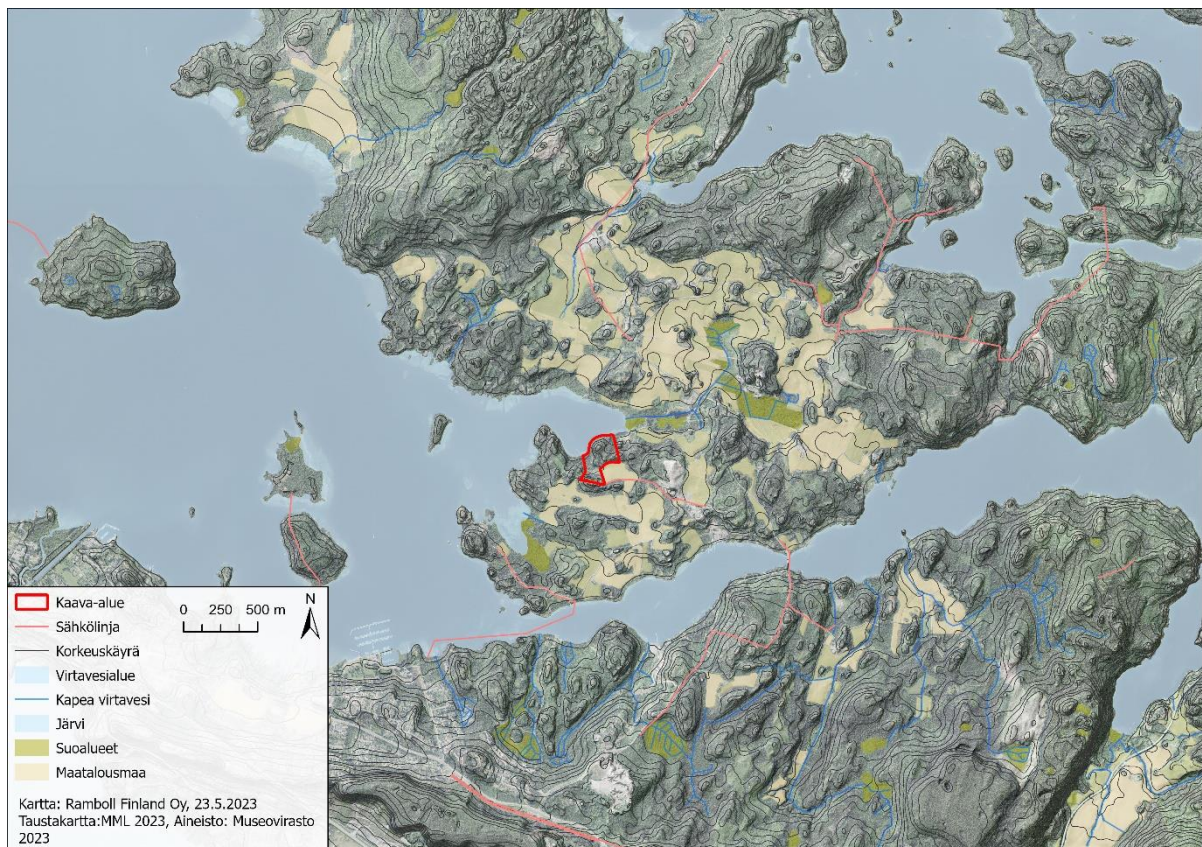 Kaava-alue
Sähkölinja
Korkeuskäyrä
Virtavesialue
Kapea virtavesi
Järvi
Suoalueet
Maatalousmaa
0 250 500 m
N
Kartta: Ramboll Finland Oy, 23.5.2023
Taustakartta:MML 2023, Aineisto: Museovirasto
2023